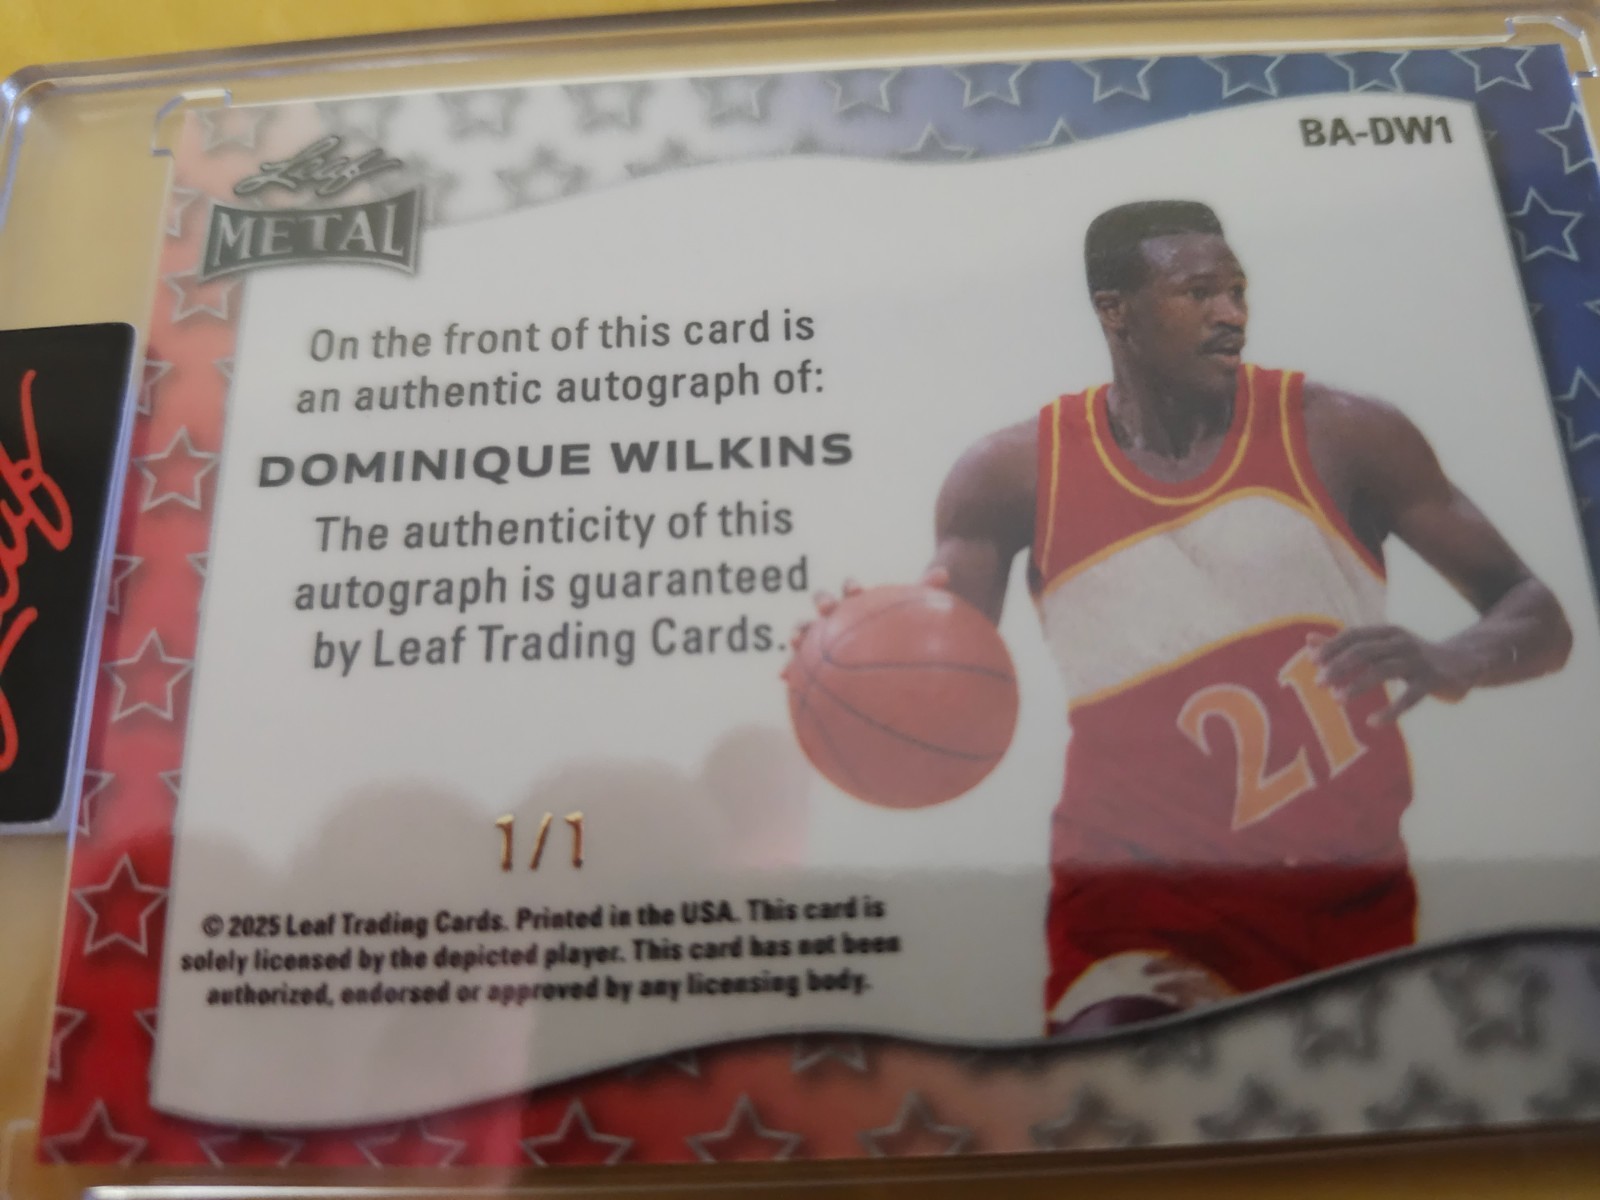 Leaf
METAL
BA-DW1
On the front of this card is
an authentic autograph of:
DOMINIQUE WILKINS
The authenticity of this
autograph is guaranteed
by Leaf Trading Cards.
21
1/1
© 2025 Leaf Trading Cards. Printed in the USA. This card is
solely licensed by the depicted player. This card has not been
authorized, endorsed or approved by any licensing body.